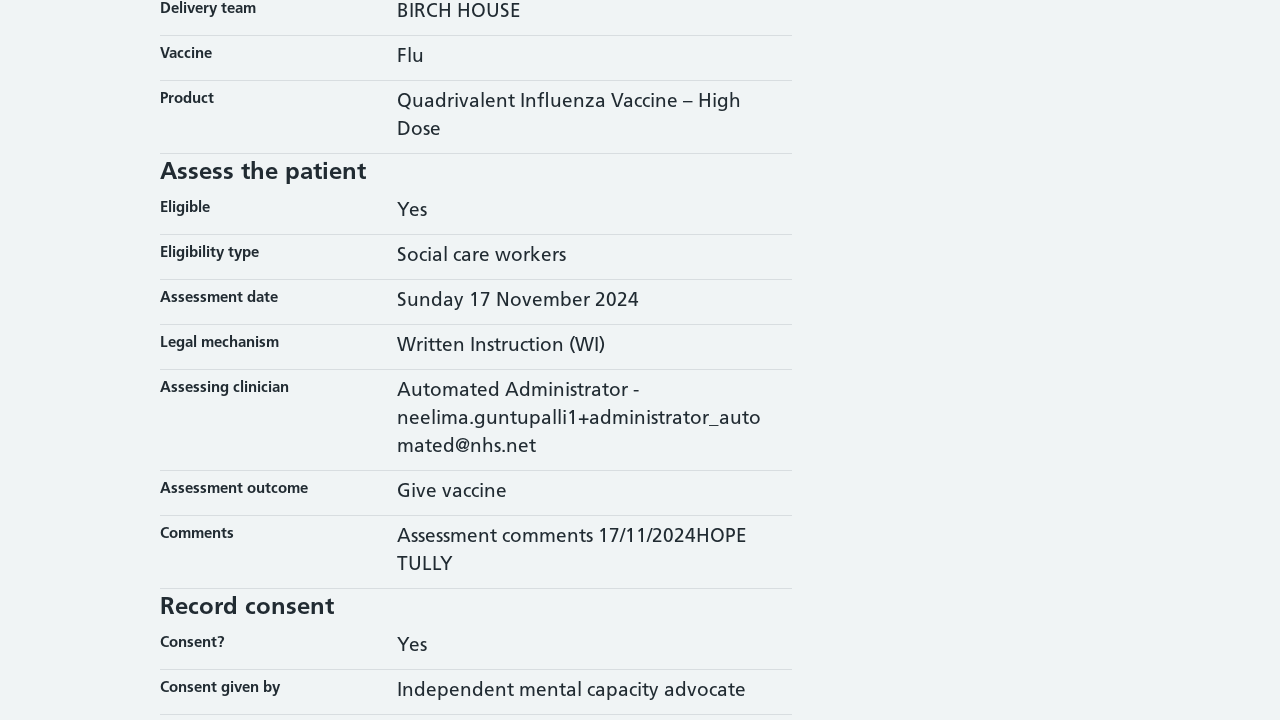 Delivery team BIRCH HOUSE
Vaccine Flu
Product Quadrivalent Influenza Vaccine – High
Dose
Assess the patient
Eligible Yes
Eligibility type Social care workers
Assessment date Sunday 17 November 2024
Legal mechanism Written Instruction (WI)
Assessing clinician Automated Administrator -
neelima.guntupalli1+administrator_auto
mated@nhs.net
Assessment outcome Give vaccine
Comments Assessment comments 17/11/2024HOPE
TULLY
Record consent
Consent? Yes
Consent given by Independent mental capacity advocate